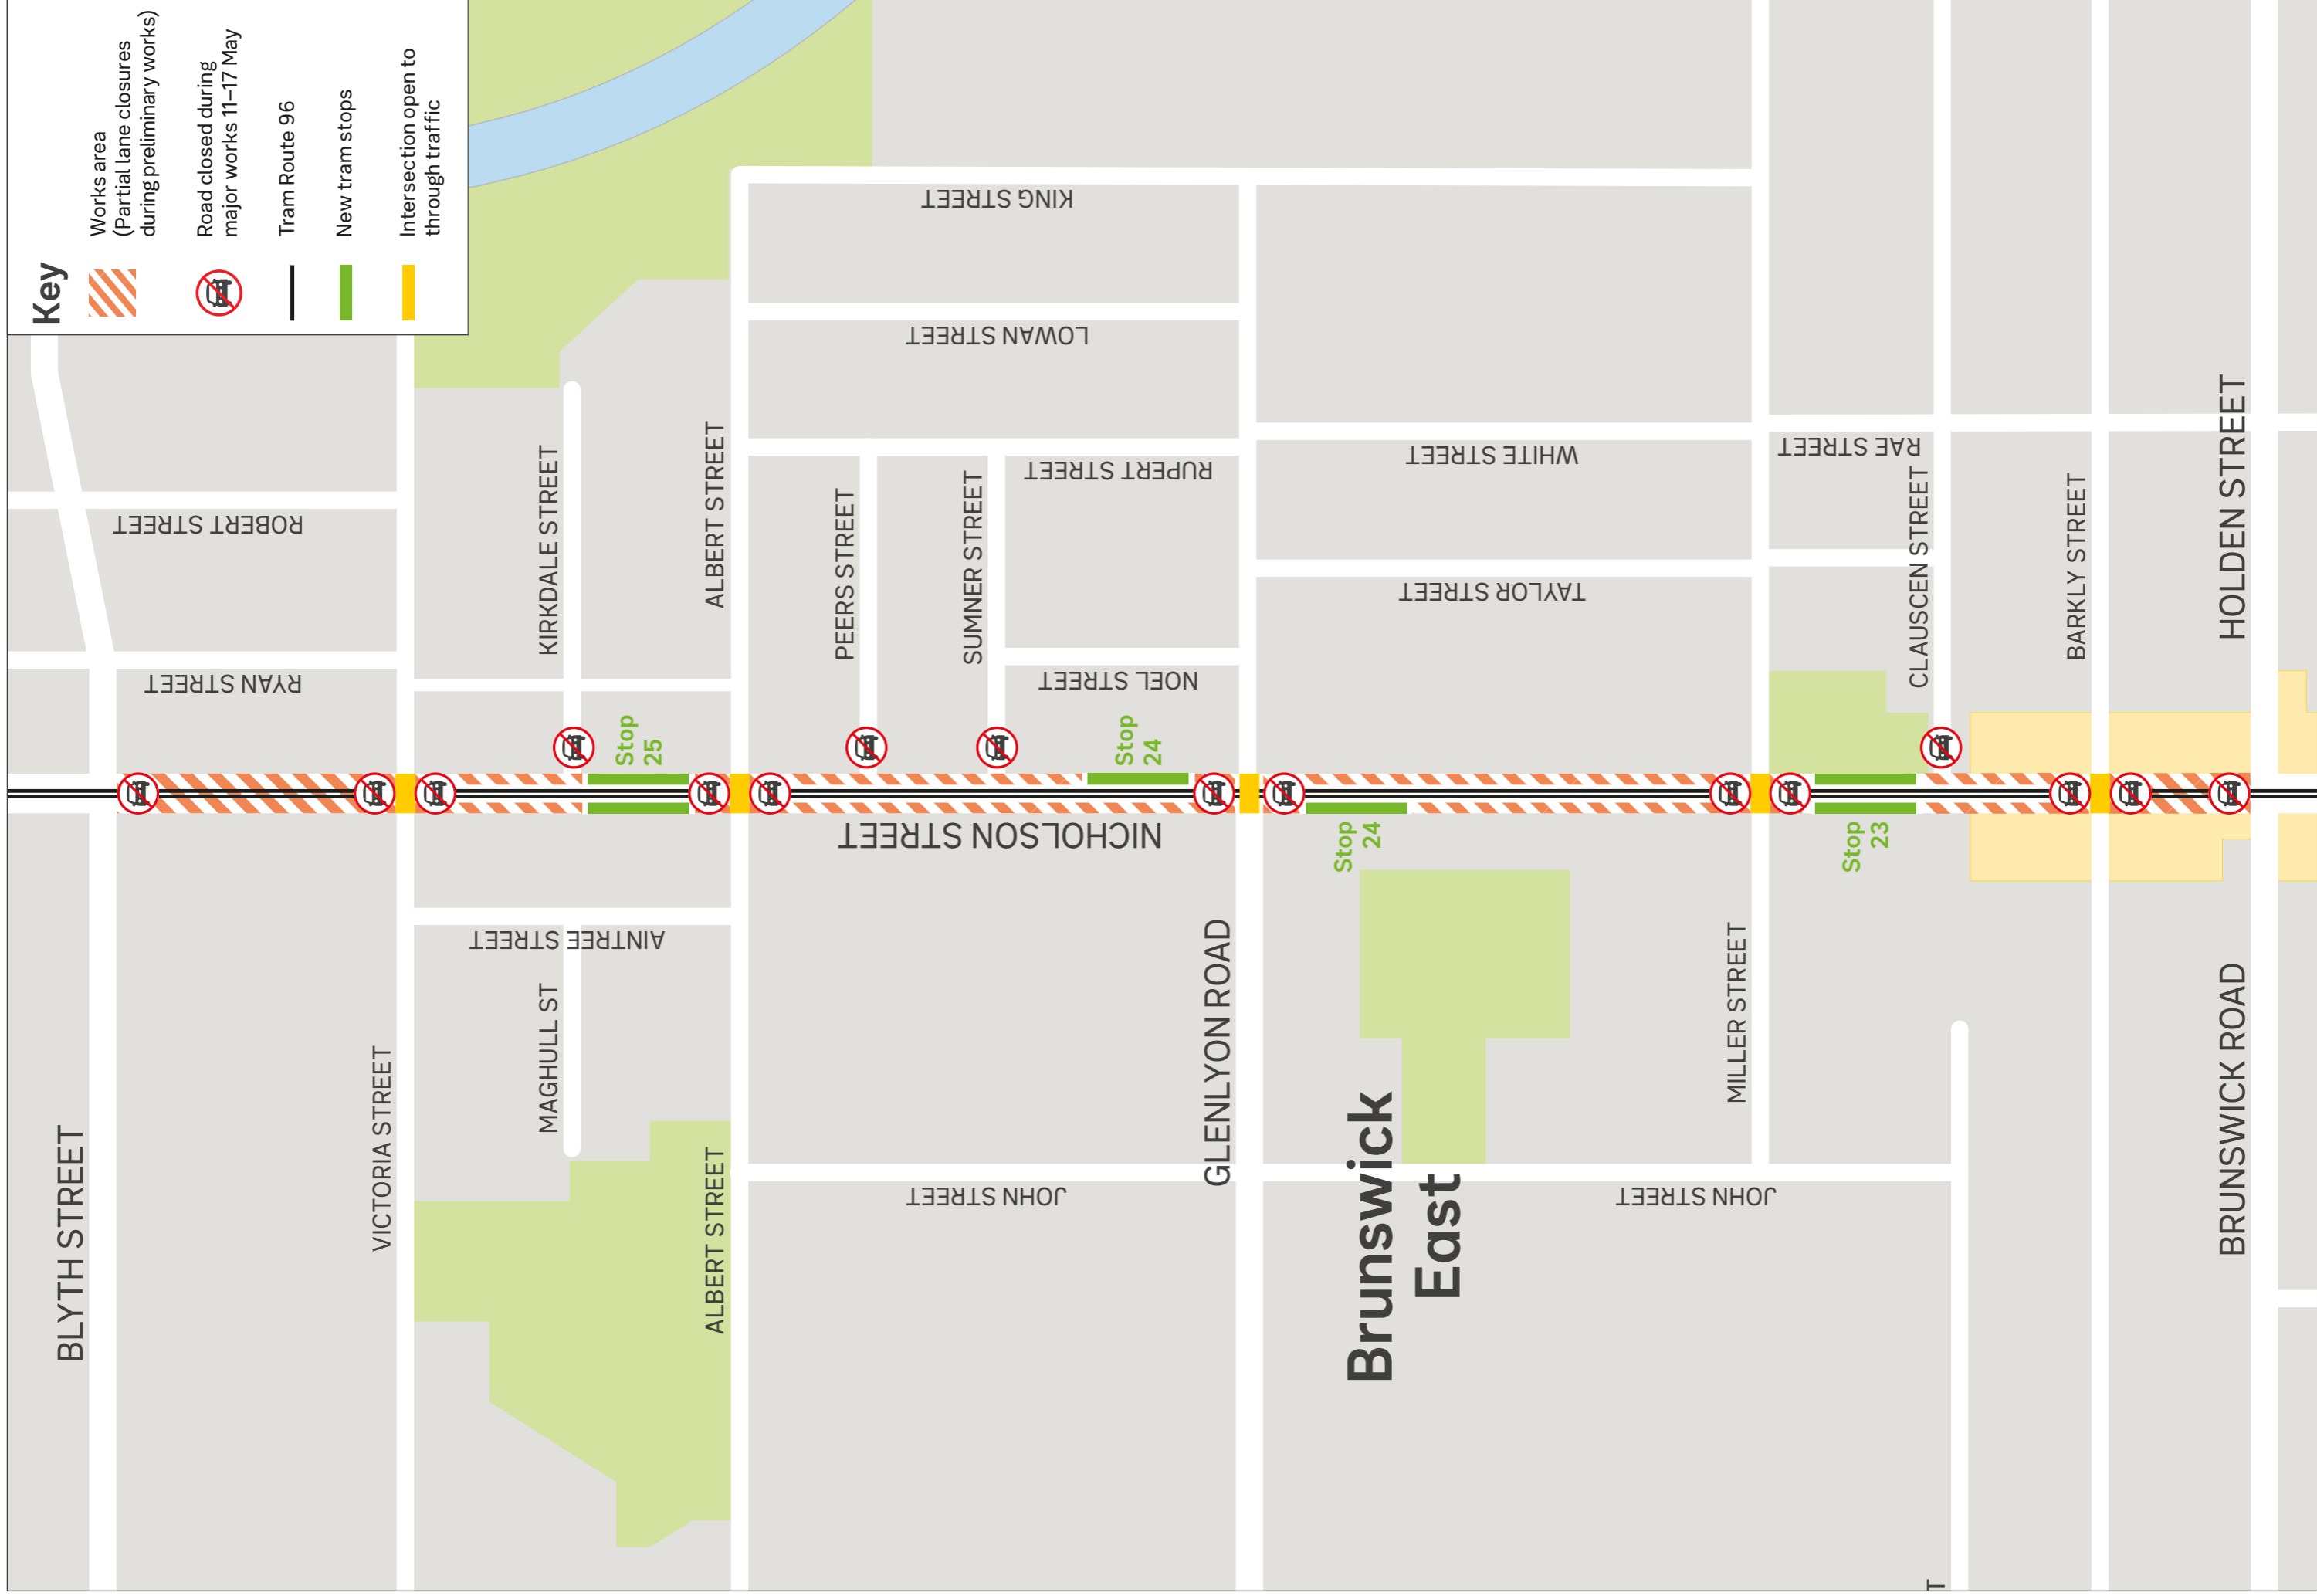 Key
Works area
(Partial lane closures
during preliminary works)
Road closed during
major works 11–17 May
Tram Route 96
New tram stops
Intersection open to
through traffic
BLYTH STREET
ROBERT STREET
RYAN STREET
VICTORIA STREET
KIRKDALE STREET
MAGHULL ST
AINTREE STREET
Stop
25
ALBERT STREET
ALBERT STREET
KING STREET
LOWAN STREET
PEERS STREET
SUMNER STREET
RUPERT STREET
NOEL STREET
Stop
24
NICHOLSON STREET
JOHN STREET
GLENLYON ROAD
Stop
24
Brunswick
East
WHITE STREET
TAYLOR STREET
MILLER STREET
JOHN STREET
RAE STREET
Stop
23
CLAUSCEN STREET
BARKLY STREET
HOLDEN STREET
BRUNSWICK ROAD